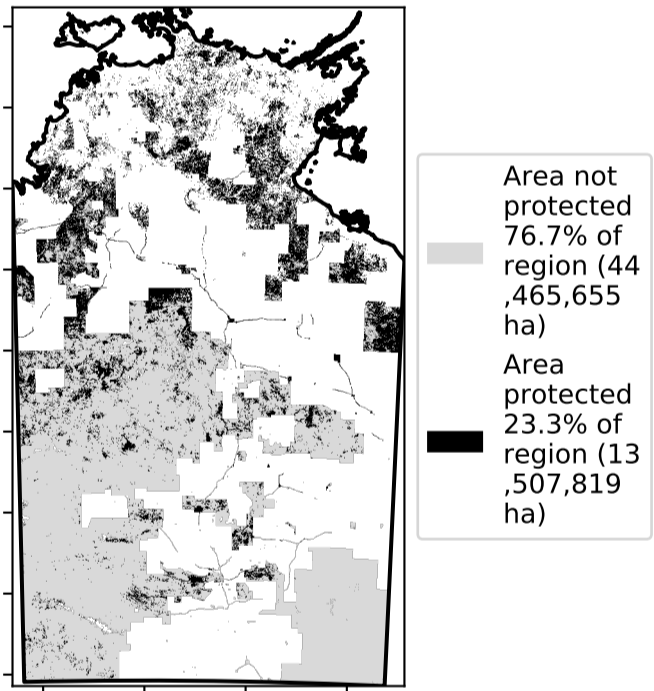 Area not
protected
76.7% of
region (44
,465,655
ha)
Area
protected
23.3% of
region (13
,507,819
ha)